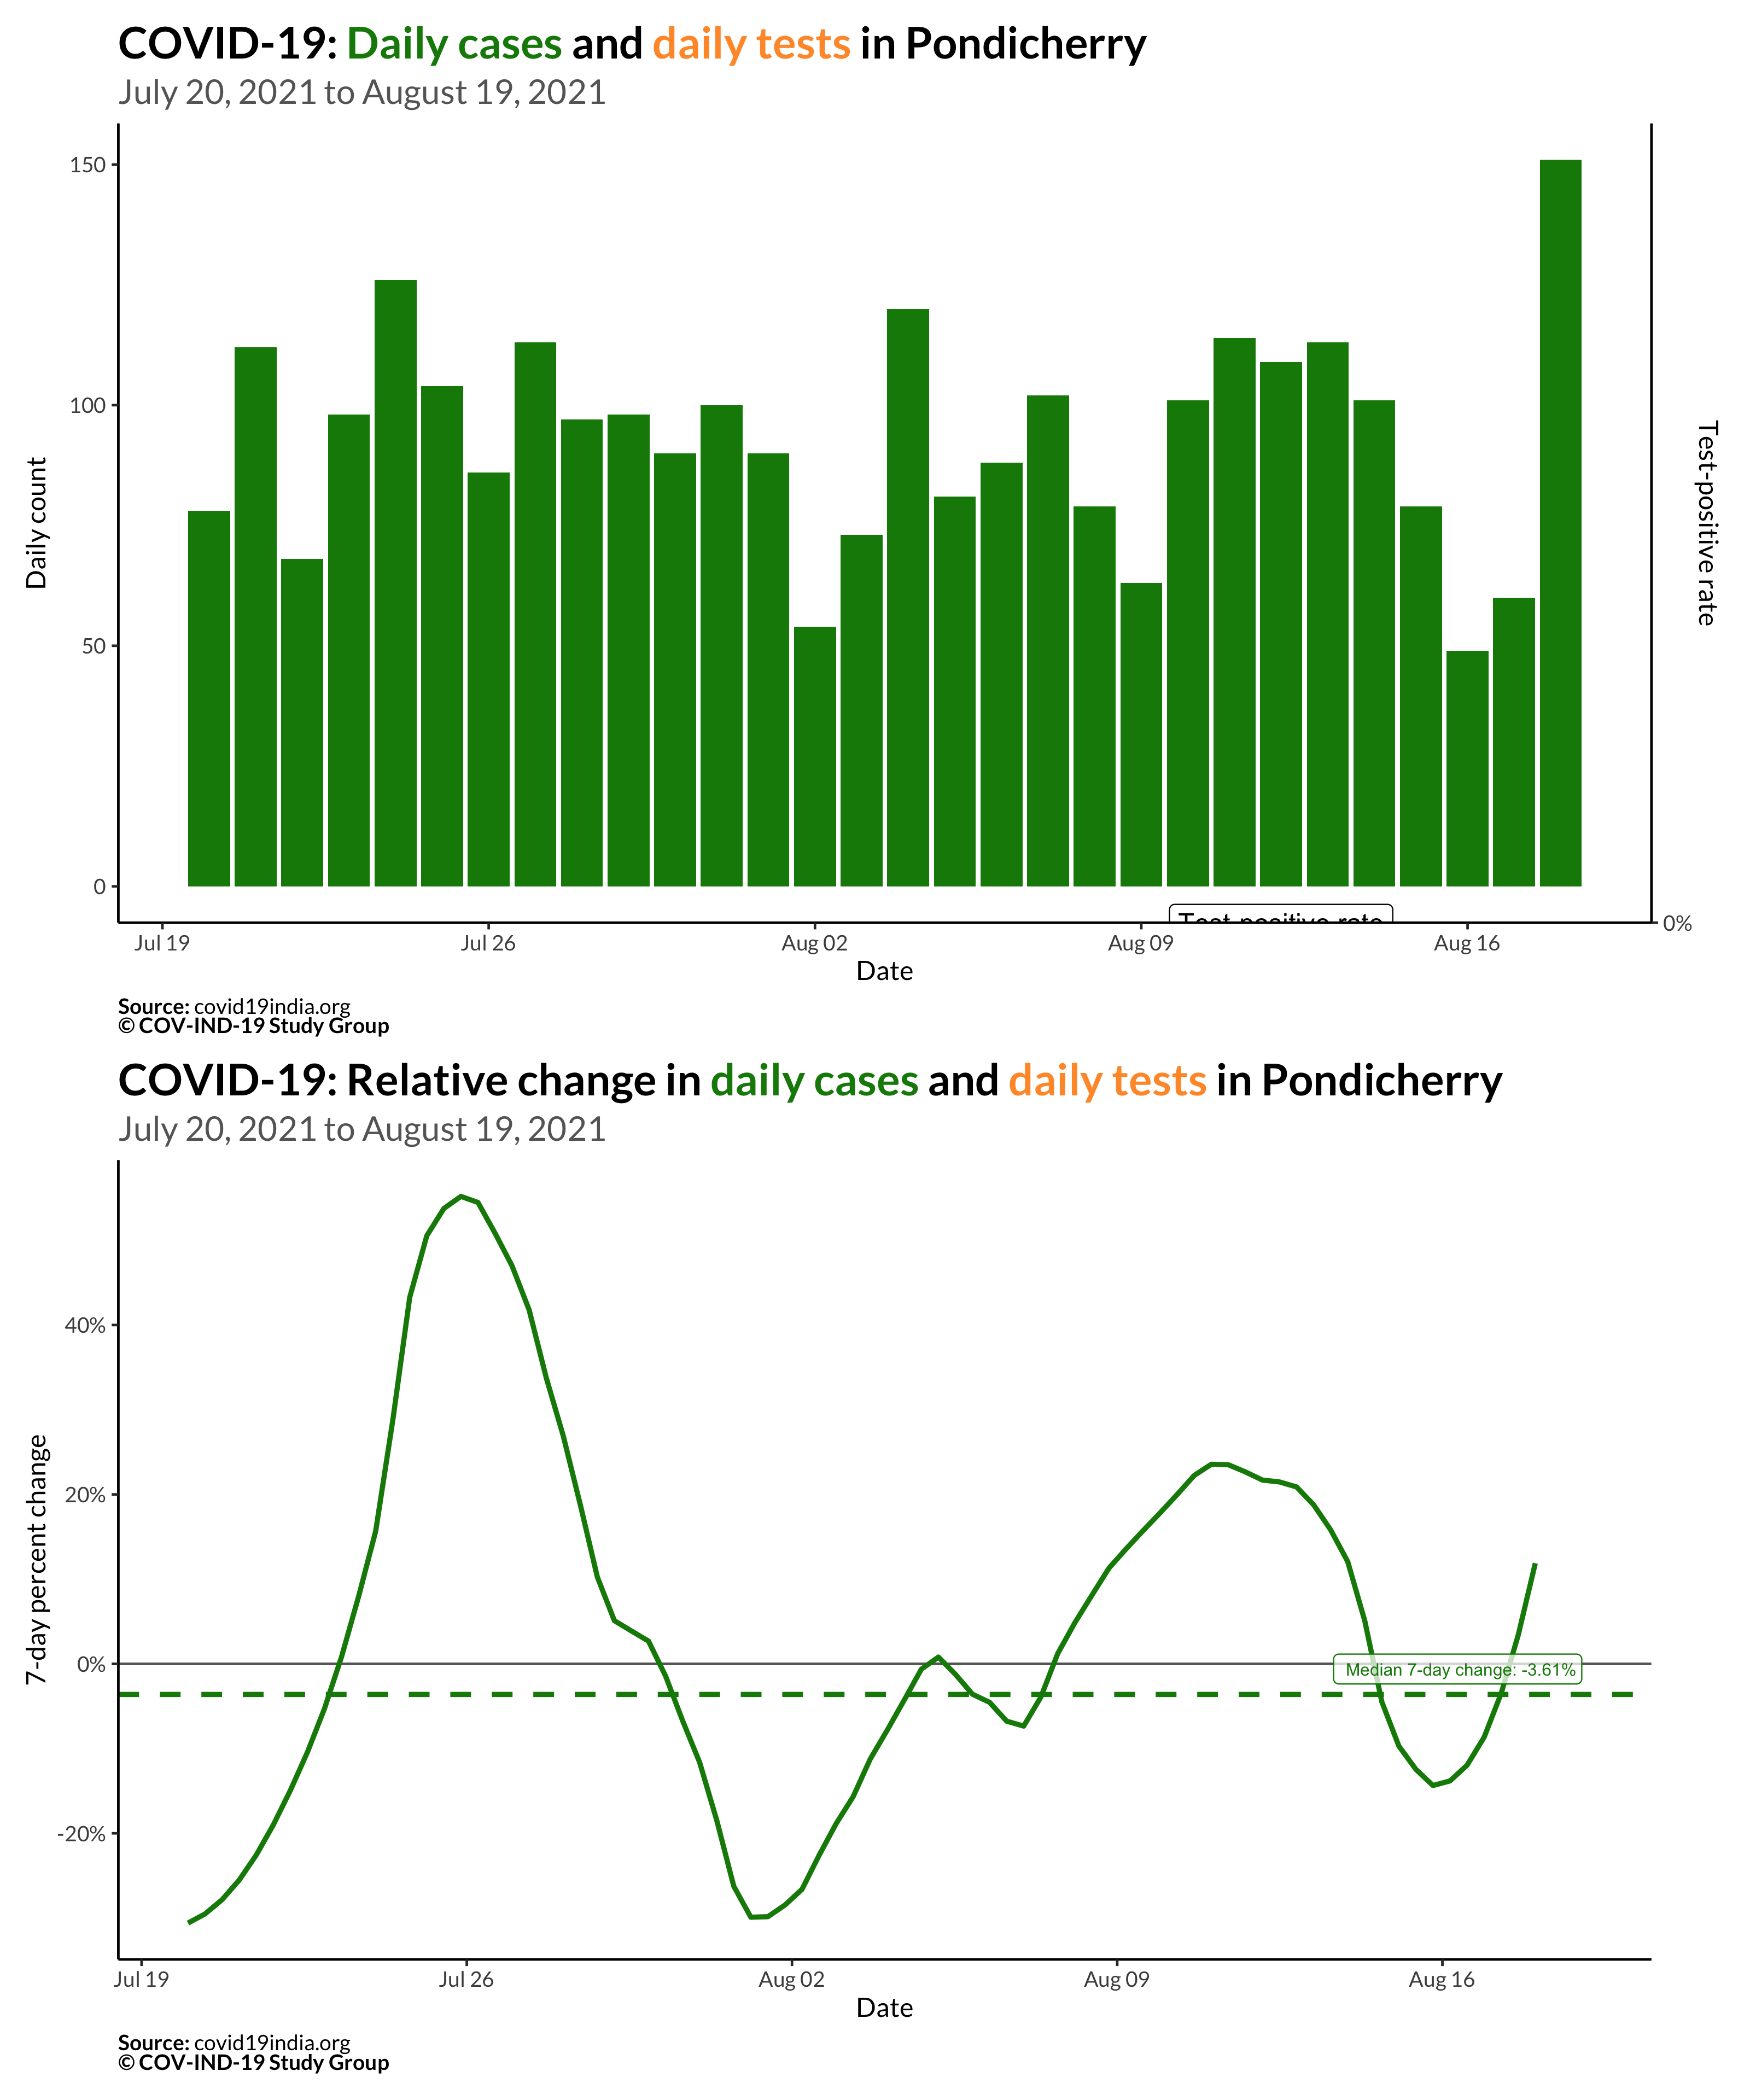 COVID-19: Daily cases and daily tests in Pondicherry
July 20, 2021 to August 19, 2021
150
100
50
0
Daily count
Test-positive rate
Test-positive rate
0%
Jul 19 Jul 26 Aug 02 Aug 09 Aug 16
Date
Source: covid19india.org
© COV-IND-19 Study Group
COVID-19: Relative change in daily cases and daily tests in Pondicherry
July 20, 2021 to August 19, 2021
40%
20%
0%
-20%
7-day percent change
Median 7-day change: -3.61%
Jul 19 Jul 26 Aug 02 Aug 09 Aug 16
Date
Source: covid19india.org
© COV-IND-19 Study Group